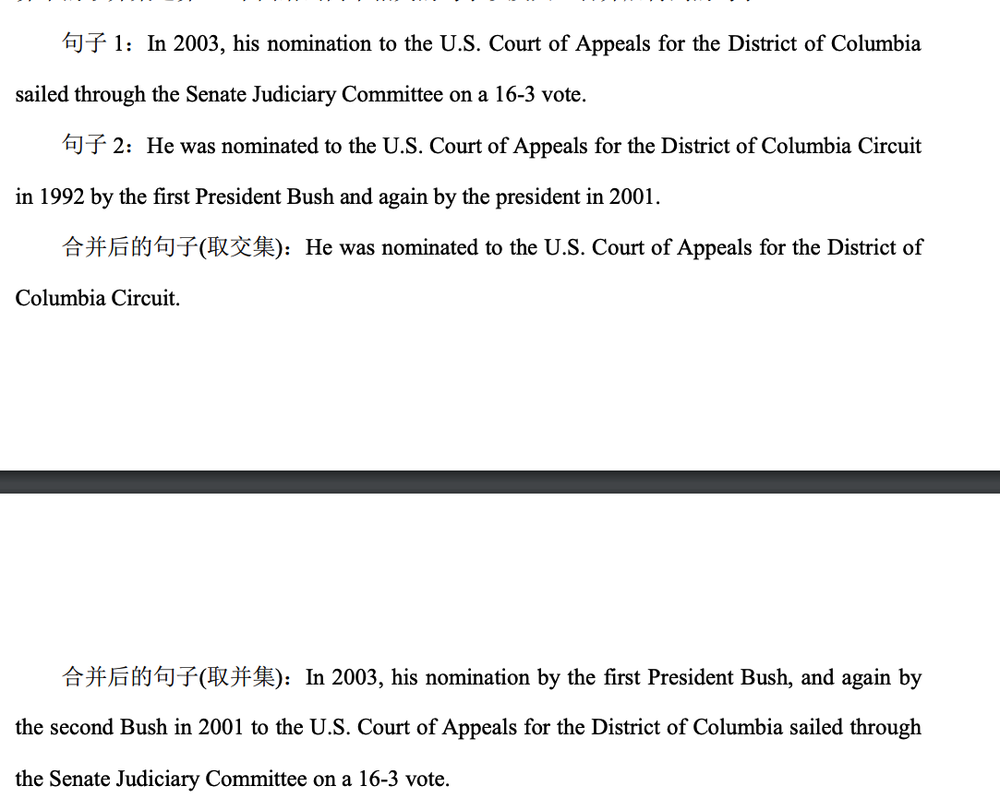 句子 1：In 2003, his nomination to the U.S. Court of Appeals for the District of Columbia
sailed through the Senate Judiciary Committee on a 16-3 vote.
句子 2：He was nominated to the U.S. Court of Appeals for the District of Columbia Circuit
in 1992 by the first President Bush and again by the president in 2001.
合并后的句子(取交集)：He was nominated to the U.S. Court of Appeals for the District of
Columbia Circuit.
合并后的句子(取并集)：In 2003, his nomination by the first President Bush, and again by
the second Bush in 2001 to the U.S. Court of Appeals for the District of Columbia sailed through
the Senate Judiciary Committee on a 16-3 vote.